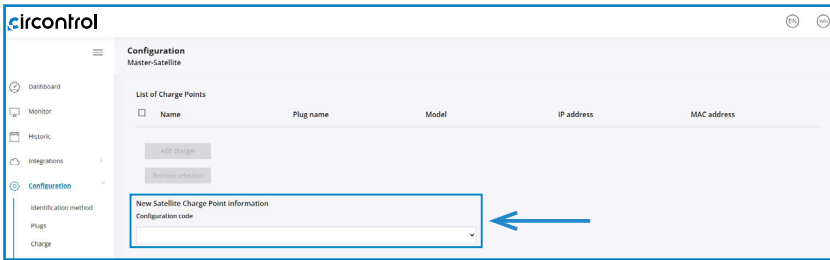 circontrol
EN
Info
Configuration
Master-Satellite
Dashboard
Monitor
Historic
Integrations
Configuration
Identification method
Plugs
Charge
List of Charge Points
Name Plug name Model IP address MAC address
Add charger
Remove selection
New Satellite Charge Point information
Configuration code